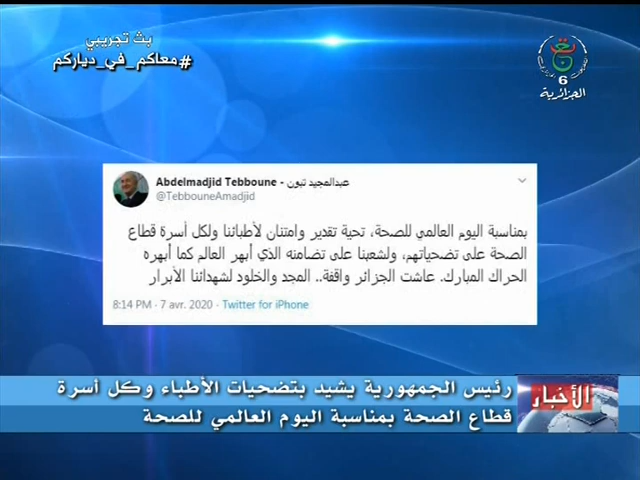 بث تجريبي
#معاكم_في_دياركم
6
الجزائرية
Abdelmadjid Tebboune - عبدالمجيد تبون
@TebbouneAmadjid
بمناسبة اليوم العالمي للصحة، تحية تقدير وامتنان لأطبائنا ولكل أسرة قطاع
الصحة على تضحياتهم، ولشعبنا على تضامنه الذي أبهر العالم كما أبهره
الحراك المبارك. عاشت الجزائر واقفة.. المجد والخلود لشهدائنا الأبرار
8:14 PM - 7 avr. 2020 Twitter for iPhone
رئيس الجمهورية يشيد بتضحيات الأطباء وكل أسرة
قطاع الصحة بمناسبة اليوم العالمي للصحة
الأخبار